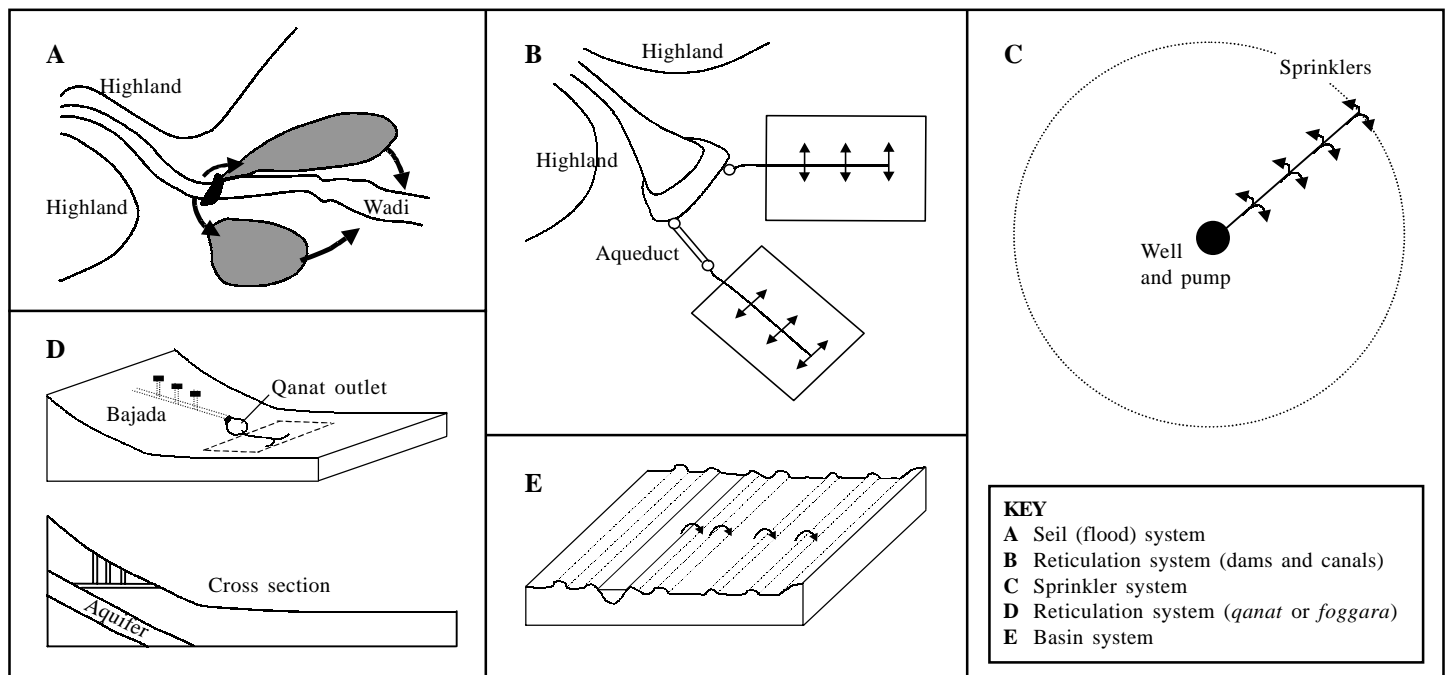 A
Highland
Highland
Wadi
B
Highland
Highland
Aqueduct
C
Sprinklers
Well
and pump
D
Qanat outlet
Bajada
Cross section
Aquifer
E
KEY
A Seil (flood) system
B Reticulation system (dams and canals)
C Sprinkler system
D Reticulation system (qanat or foggara)
E Basin system